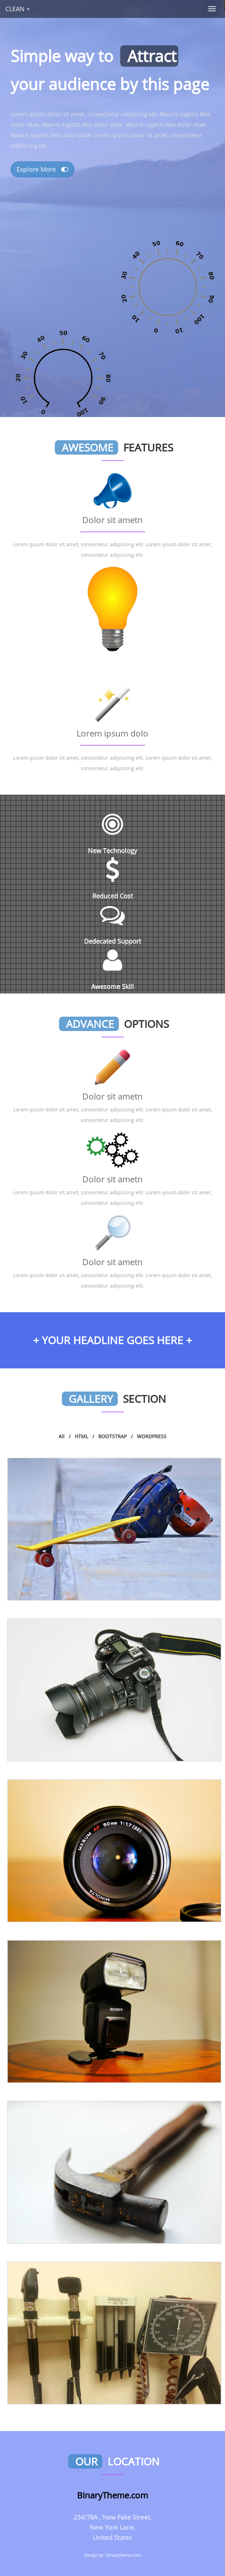 CLEAN +
Simple way to Attract
your audience by this page
Lorem ipsum dolor sit amet, consectetur adipiscing elit. Mauris sagittis felis
dolor vitae. Mauris sagittis felis dolor vitae. Mauris sagittis felis dolor vitae.
Mauris sagittis felis dolor vitae. Lorem ipsum dolor sit amet, consectetur
adipiscing elit.
Explore More
0 10 20 30 40 50 60 70 80 90 100
0 10 20 30 40 50 60 70 80 90 100
AWESOME FEATURES
Dolor sit ametn
Lorem ipsum dolor sit amet, consectetur adipiscing elit. Lorem ipsum dolor sit amet,
consectetur adipiscing elit.
Lorem ipsum dolo
Lorem ipsum dolor sit amet, consectetur adipiscing elit. Lorem ipsum dolor sit amet,
consectetur adipiscing elit.
New Technology
Reduced Cost
Dedecated Support
Awesome Skill
ADVANCE OPTIONS
Dolor sit ametn
Lorem ipsum dolor sit amet, consectetur adipiscing elit. Lorem ipsum dolor sit amet,
consectetur adipiscing elit.
Dolor sit ametn
Lorem ipsum dolor sit amet, consectetur adipiscing elit. Lorem ipsum dolor sit amet,
consectetur adipiscing elit.
Dolor sit ametn
Lorem ipsum dolor sit amet, consectetur adipiscing elit. Lorem ipsum dolor sit amet,
consectetur adipiscing elit.
+ YOUR HEADLINE GOES HERE +
GALLERY SECTION
All / HTML / BOOTSTRAP / WORDPRESS
OUR LOCATION
BinaryTheme.com
234/78A , New Fake Street,
New York Lane,
United States
Design by : binarytheme.com